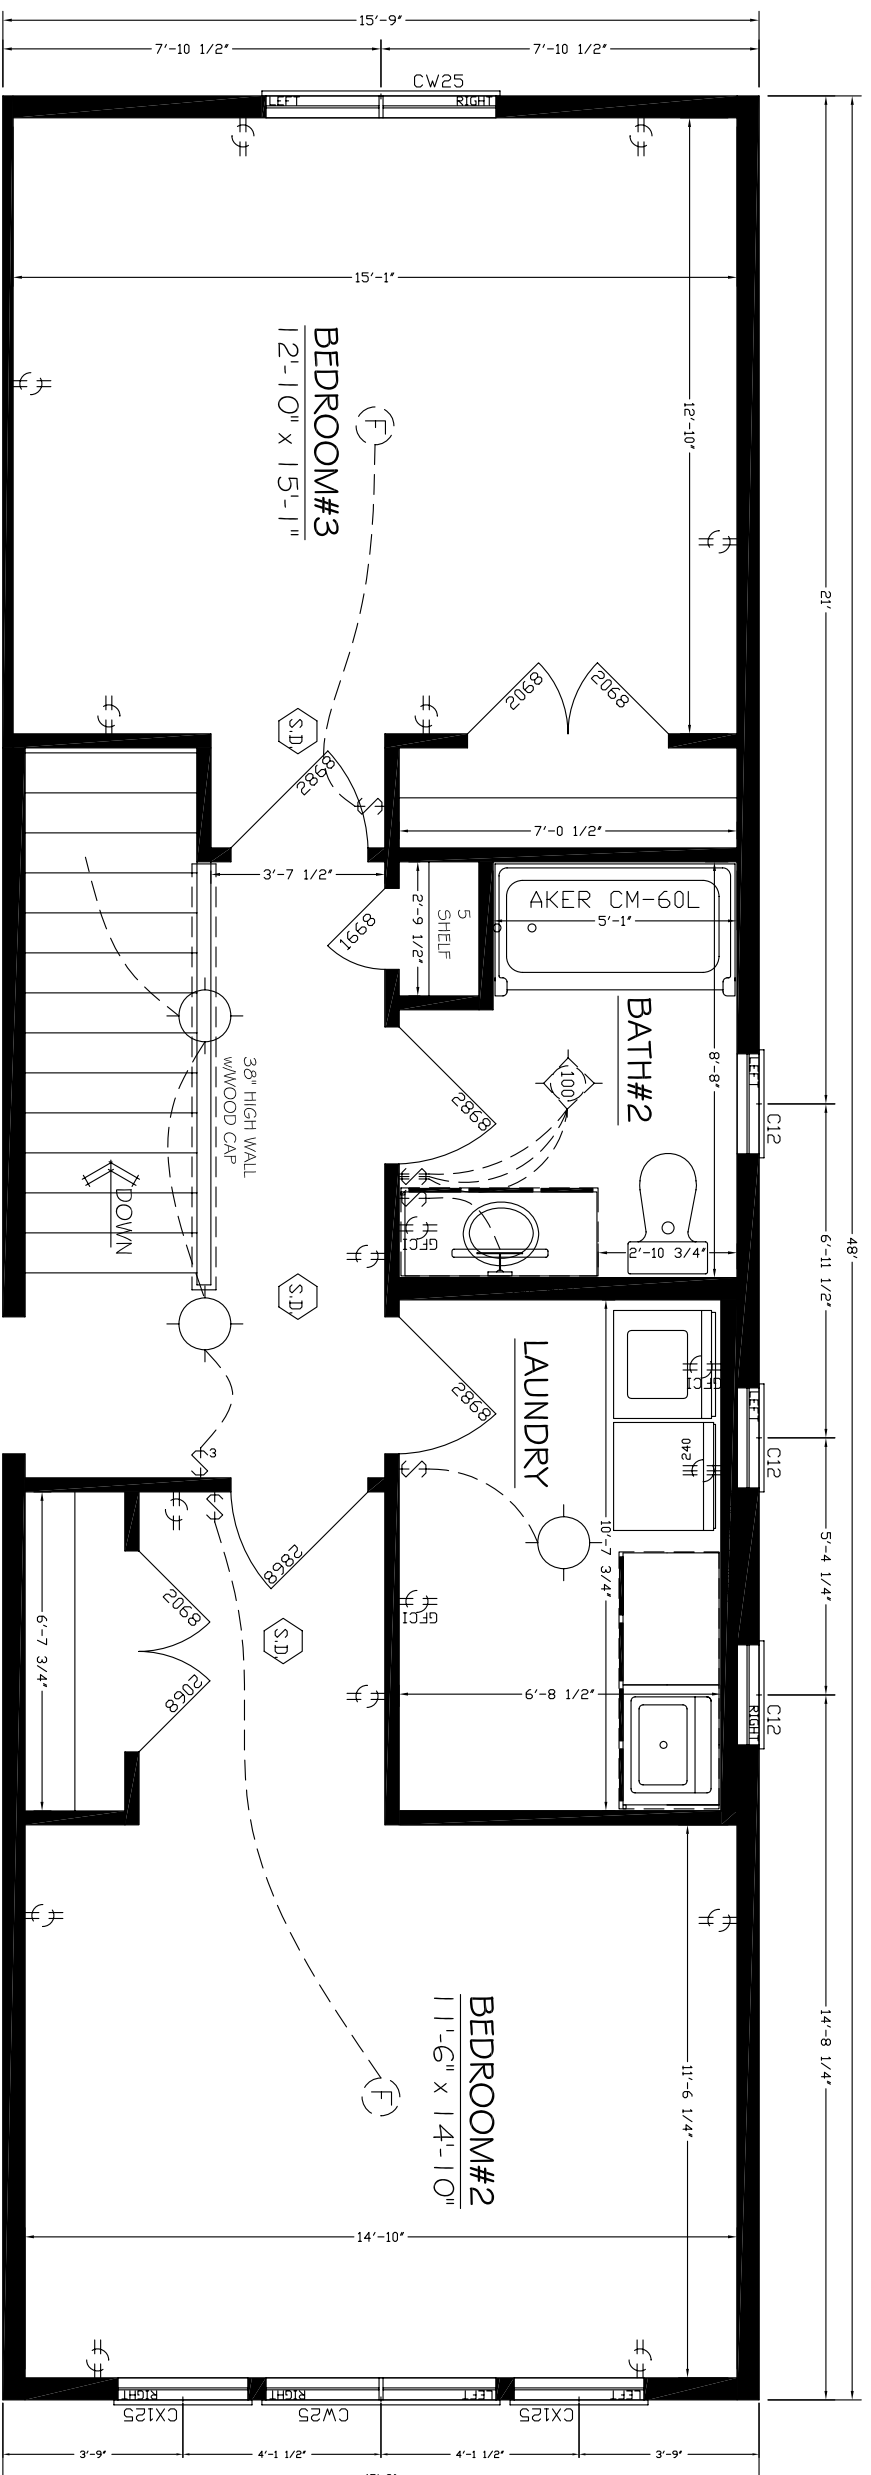 15'-9"
7'-10 1/2"
7'-10 1/2"
CW25
LEFT
RIGHT
15'-1"
12'-10"
BEDROOM#3
12'-10" x 15'-1"
F
21'
48'
2068
2068
S.D.
2868
7'-0 1/2"
3'-7 1/2"
1668
2'-9 1/2"
5
SHELF
AKER CM-60L
5'-1"
BATH#2
8'-8"
100
LEFT
C12
38" HIGH WALL
w/WOOD CAP
2868
DOWN
GFCI
2'-10 3/4"
6'-11 1/2"
S.D.
LAUNDRY
2868
GFCI
LEFT
C12
240
3
10'-7 3/4"
5'-4 1/4"
2868
2068
2068
6'-7 3/4"
S.D.
GFCI
6'-8 1/2"
RIGHT
C12
BEDROOM#2
11'-6" x 14'-10"
F
11'-6 1/4"
14'-8 1/4"
14'-10"
RIGHT
RIGHT
LEFT
LEFT
CX125
CW25
CX125
3'-9"
4'-1 1/2"
4'-1 1/2"
3'-9"